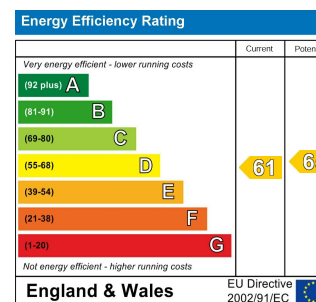 Energy Efficiency Rating
Current
Very energy efficient - lower running costs
(92 plus) A
(81-91) B
(69-80) C
(55-68) D
61
(39-54) E
(21-38) F
(1-20) G
Not energy efficient - higher running costs
England & Wales
EU Directive
2002/91/EC